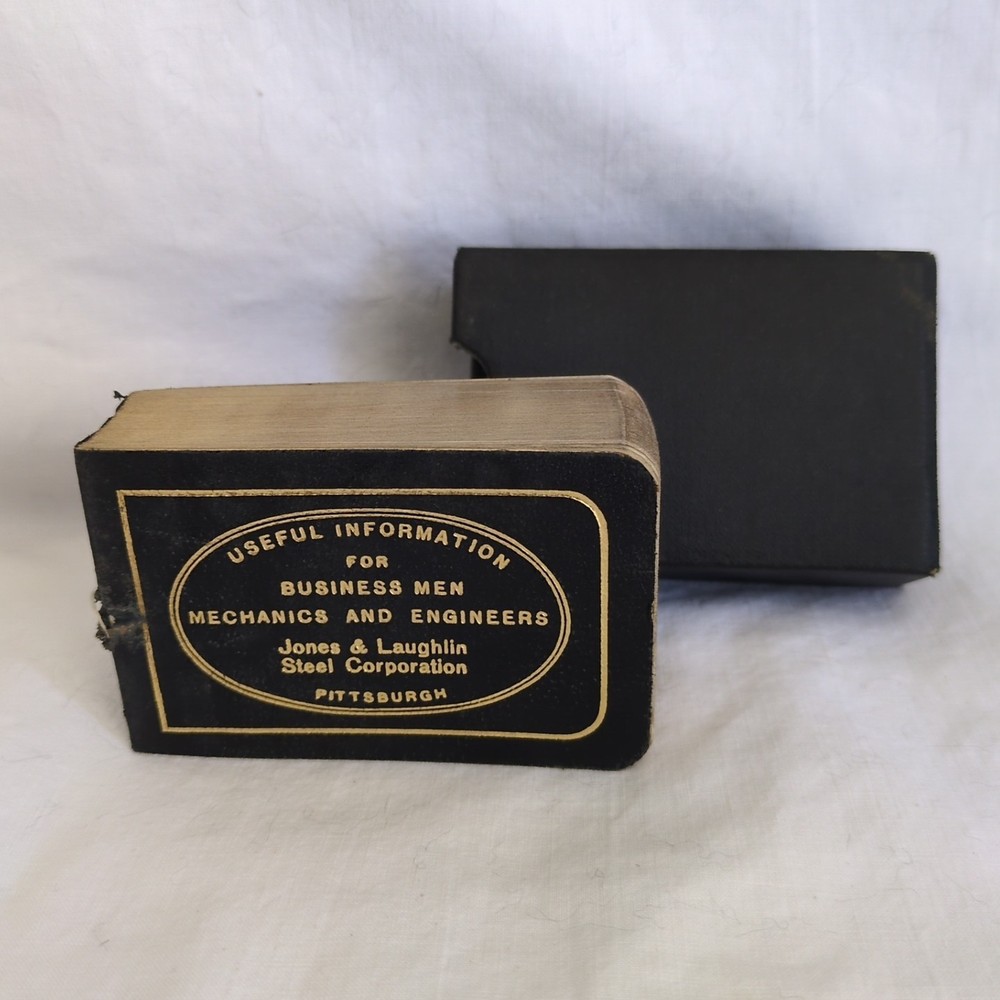 USEFUL INFORMATION
FOR
BUSINESS MEN
MECHANICS AND ENGINEERS
Jones & Laughlin
Steel Corporation
PITTSBURGH